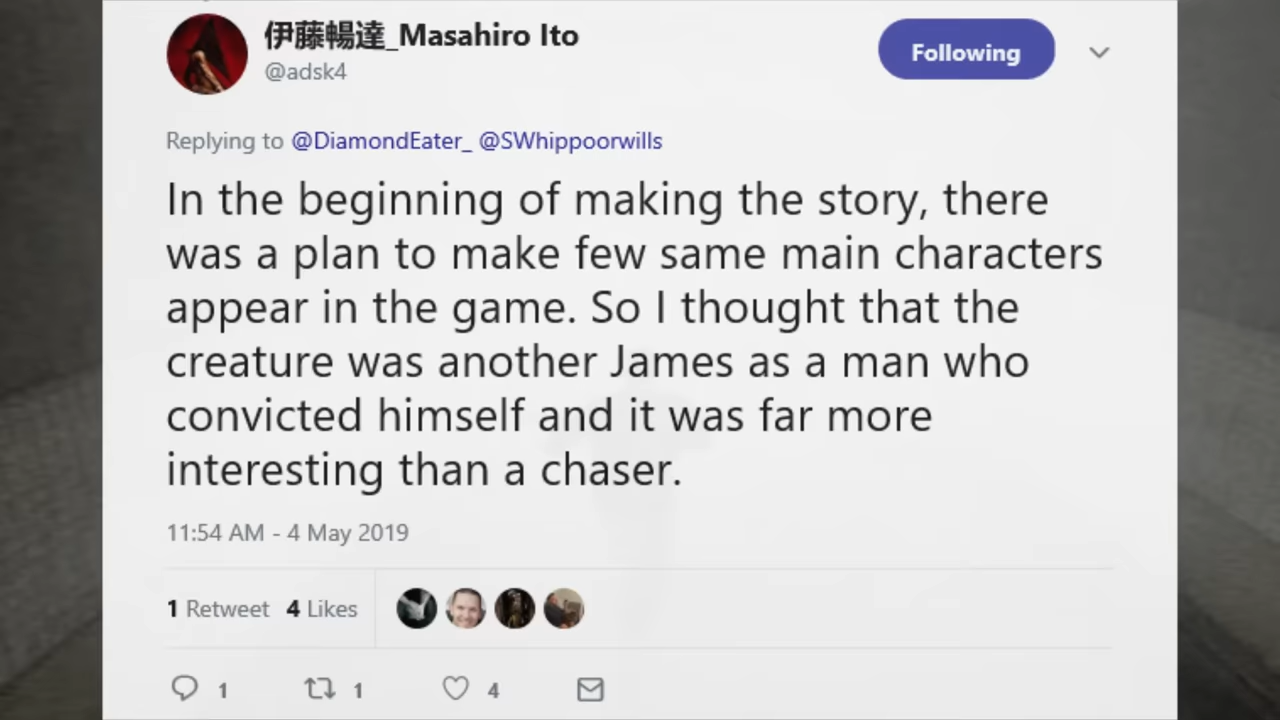 伊藤暢達_Masahiro Ito
@adsk4
Following
Replying to @DiamondEater_ @SWhippoorwills
In the beginning of making the story, there
was a plan to make few same main characters
appear in the game. So I thought that the
creature was another James as a man who
convicted himself and it was far more
interesting than a chaser.
11:54 AM - 4 May 2019
1 Retweet 4 Likes
1 1 4